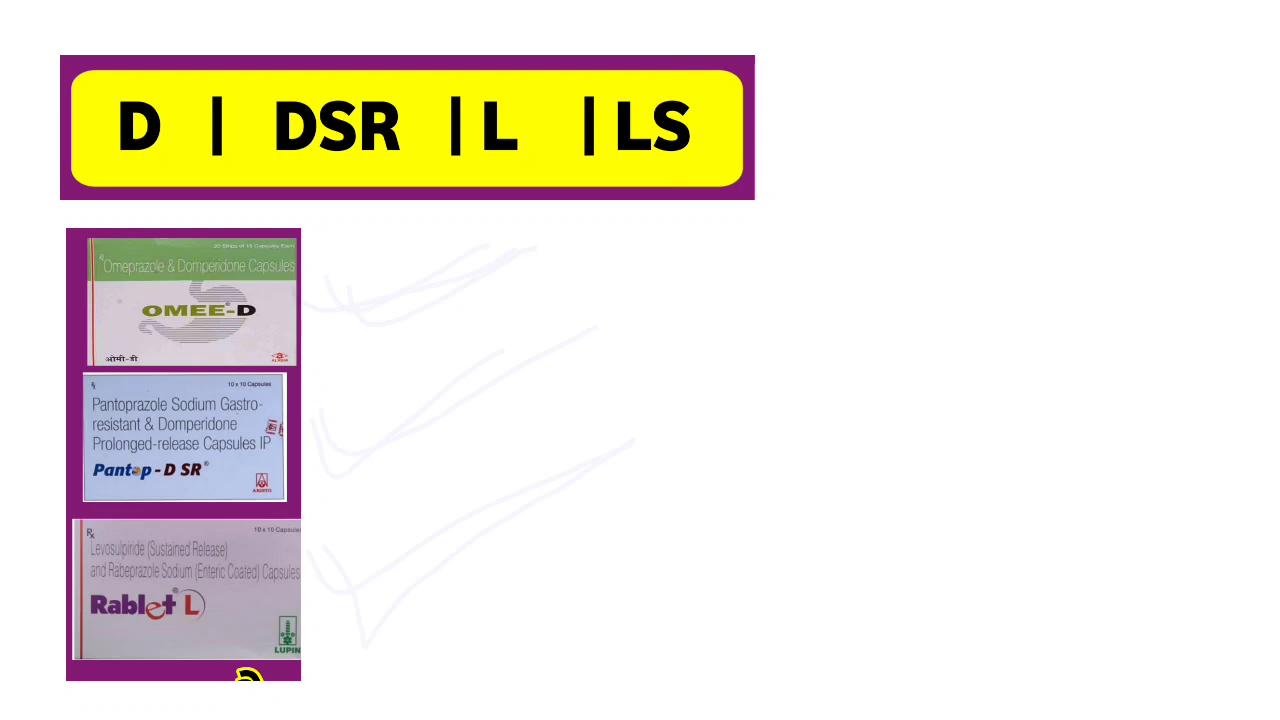 D | DSR | L | LS
20 Strips of 15 Capsules Each
Omeprazole & Domperidone Capsules
OMEE®-D
ओमी-डी
ALKEM
Rx
10 x 10 Capsules
Pantoprazole Sodium Gastro-
resistant & Domperidone
Prolonged-release Capsules IP
Pantop - D SR®
ARISTO
Rx
10 x 10 Capsules
Levosulpiride (Sustained Release)
and Rabeprazole Sodium (Enteric Coated) Capsules
Rablet® L
LUPIN